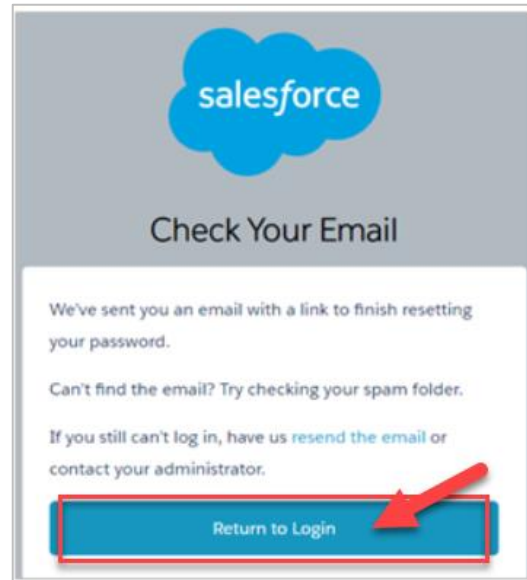 salesforce
Check Your Email
We've sent you an email with a link to finish resetting
your password.
Can't find the email? Try checking your spam folder.
If you still can't log in, have us resend the email or
contact your administrator.
Return to Login